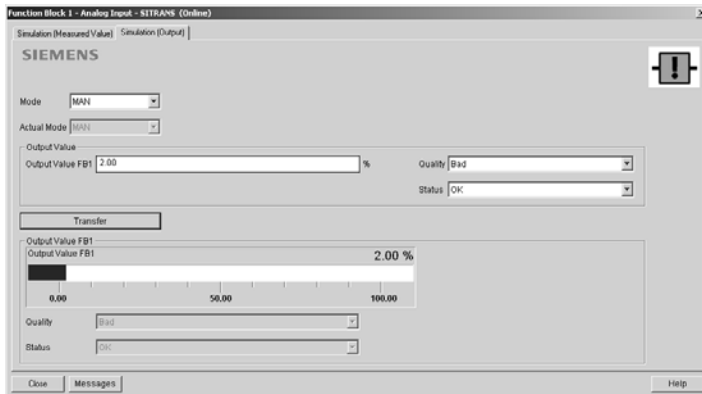 Function Block 1 - Analog Input - SITRANS (Online)
Simulation (Measured Value) Simulation (Output)
SIEMENS
Mode MAN
Actual Mode MAN
Output Value
Output Value FB1 2.00 % Quality Bad
Status OK
Transfer
Output Value FB1
Output Value FB1 2.00 %
0.00 50.00 100.00
Quality Bad
Status OK
Close Messages Help